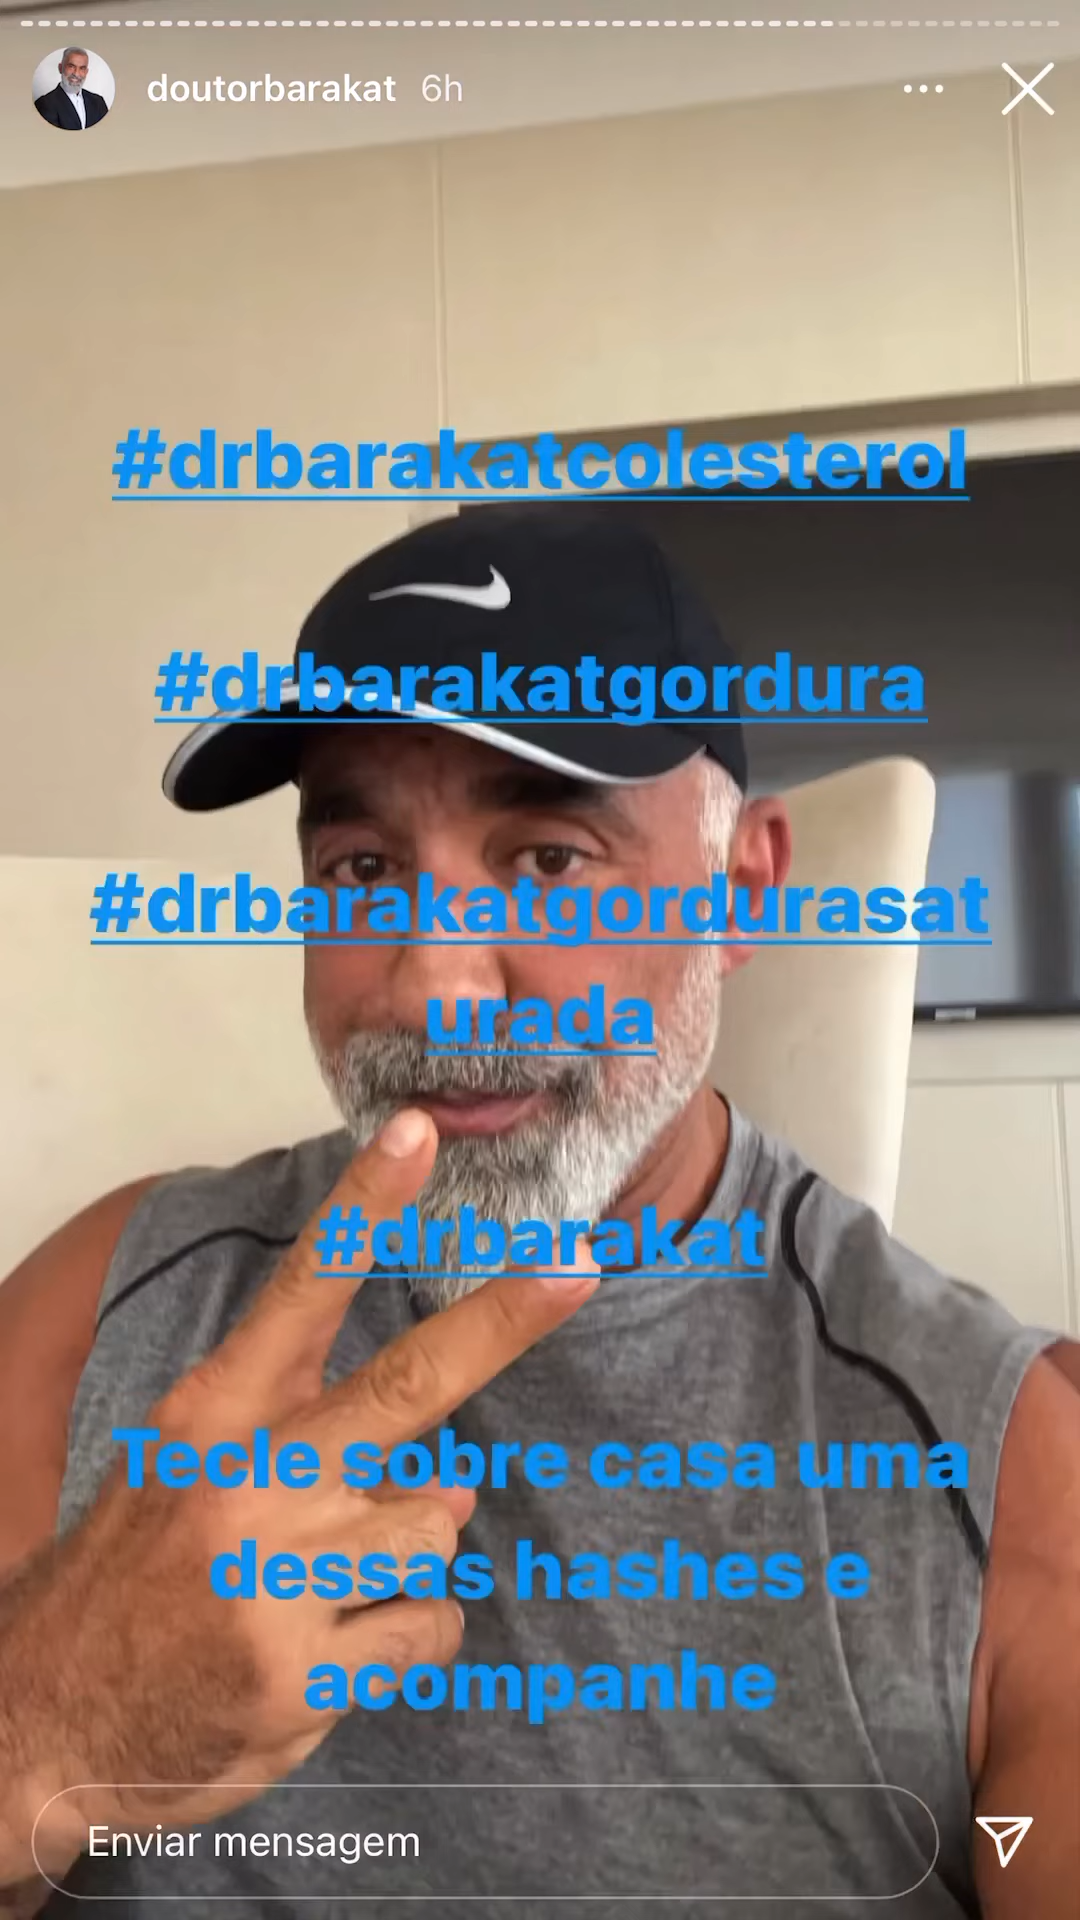 doutorbarakat 6h
#drbarakatcolesterol
#drbarakatgordura
#drbarakatgordurasat
urada
#drbarakat
Tecle sobre casa uma
dessas hashes e
acompanhe
Enviar mensagem